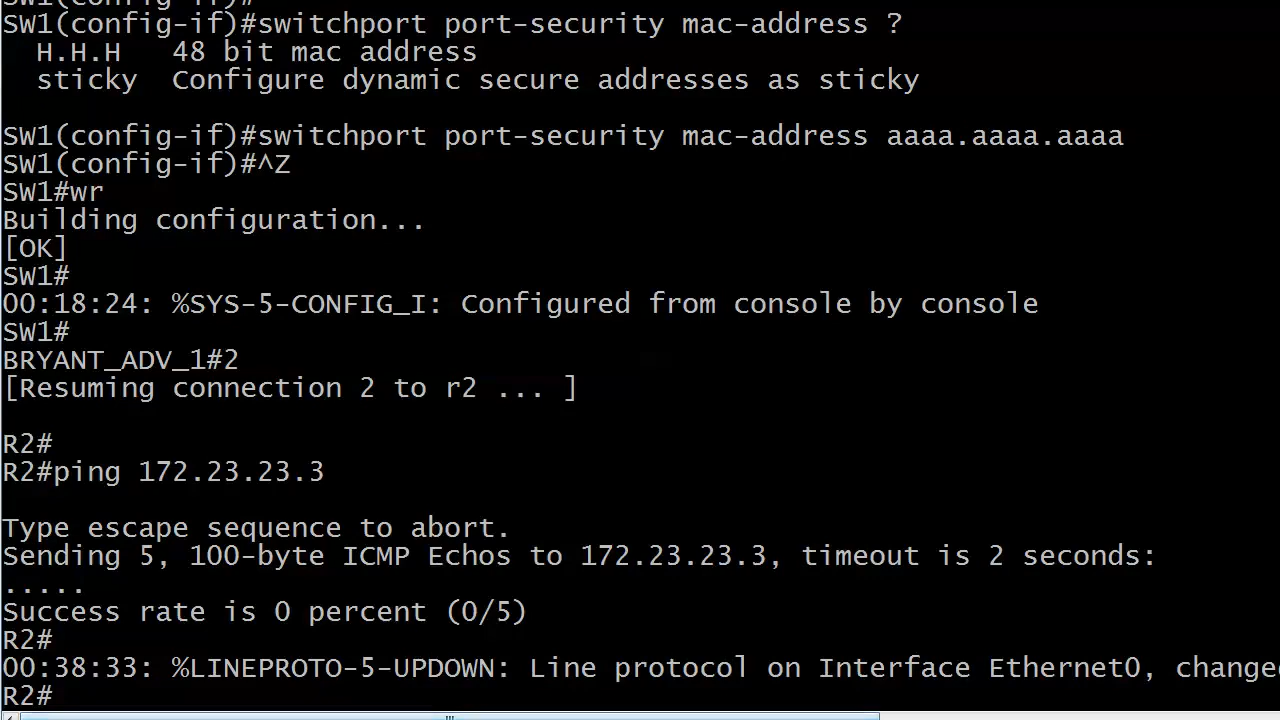 SW1(config-if)#
SW1(config-if)#switchport port-security mac-address ?
H.H.H 48 bit mac address
sticky Configure dynamic secure addresses as sticky
SW1(config-if)#switchport port-security mac-address aaaa.aaaa.aaaa
SW1(config-if)#^Z
SW1#wr
Building configuration...
[OK]
SW1#
00:18:24: %SYS-5-CONFIG_I: Configured from console by console
SW1#
BRYANT_ADV_1#2
[Resuming connection 2 to r2 ... ]
R2#
R2#ping 172.23.23.3
Type escape sequence to abort.
Sending 5, 100-byte ICMP Echos to 172.23.23.3, timeout is 2 seconds:
.....
Success rate is 0 percent (0/5)
R2#
00:38:33: %LINEPROTO-5-UPDOWN: Line protocol on Interface Ethernet0, changed
R2#